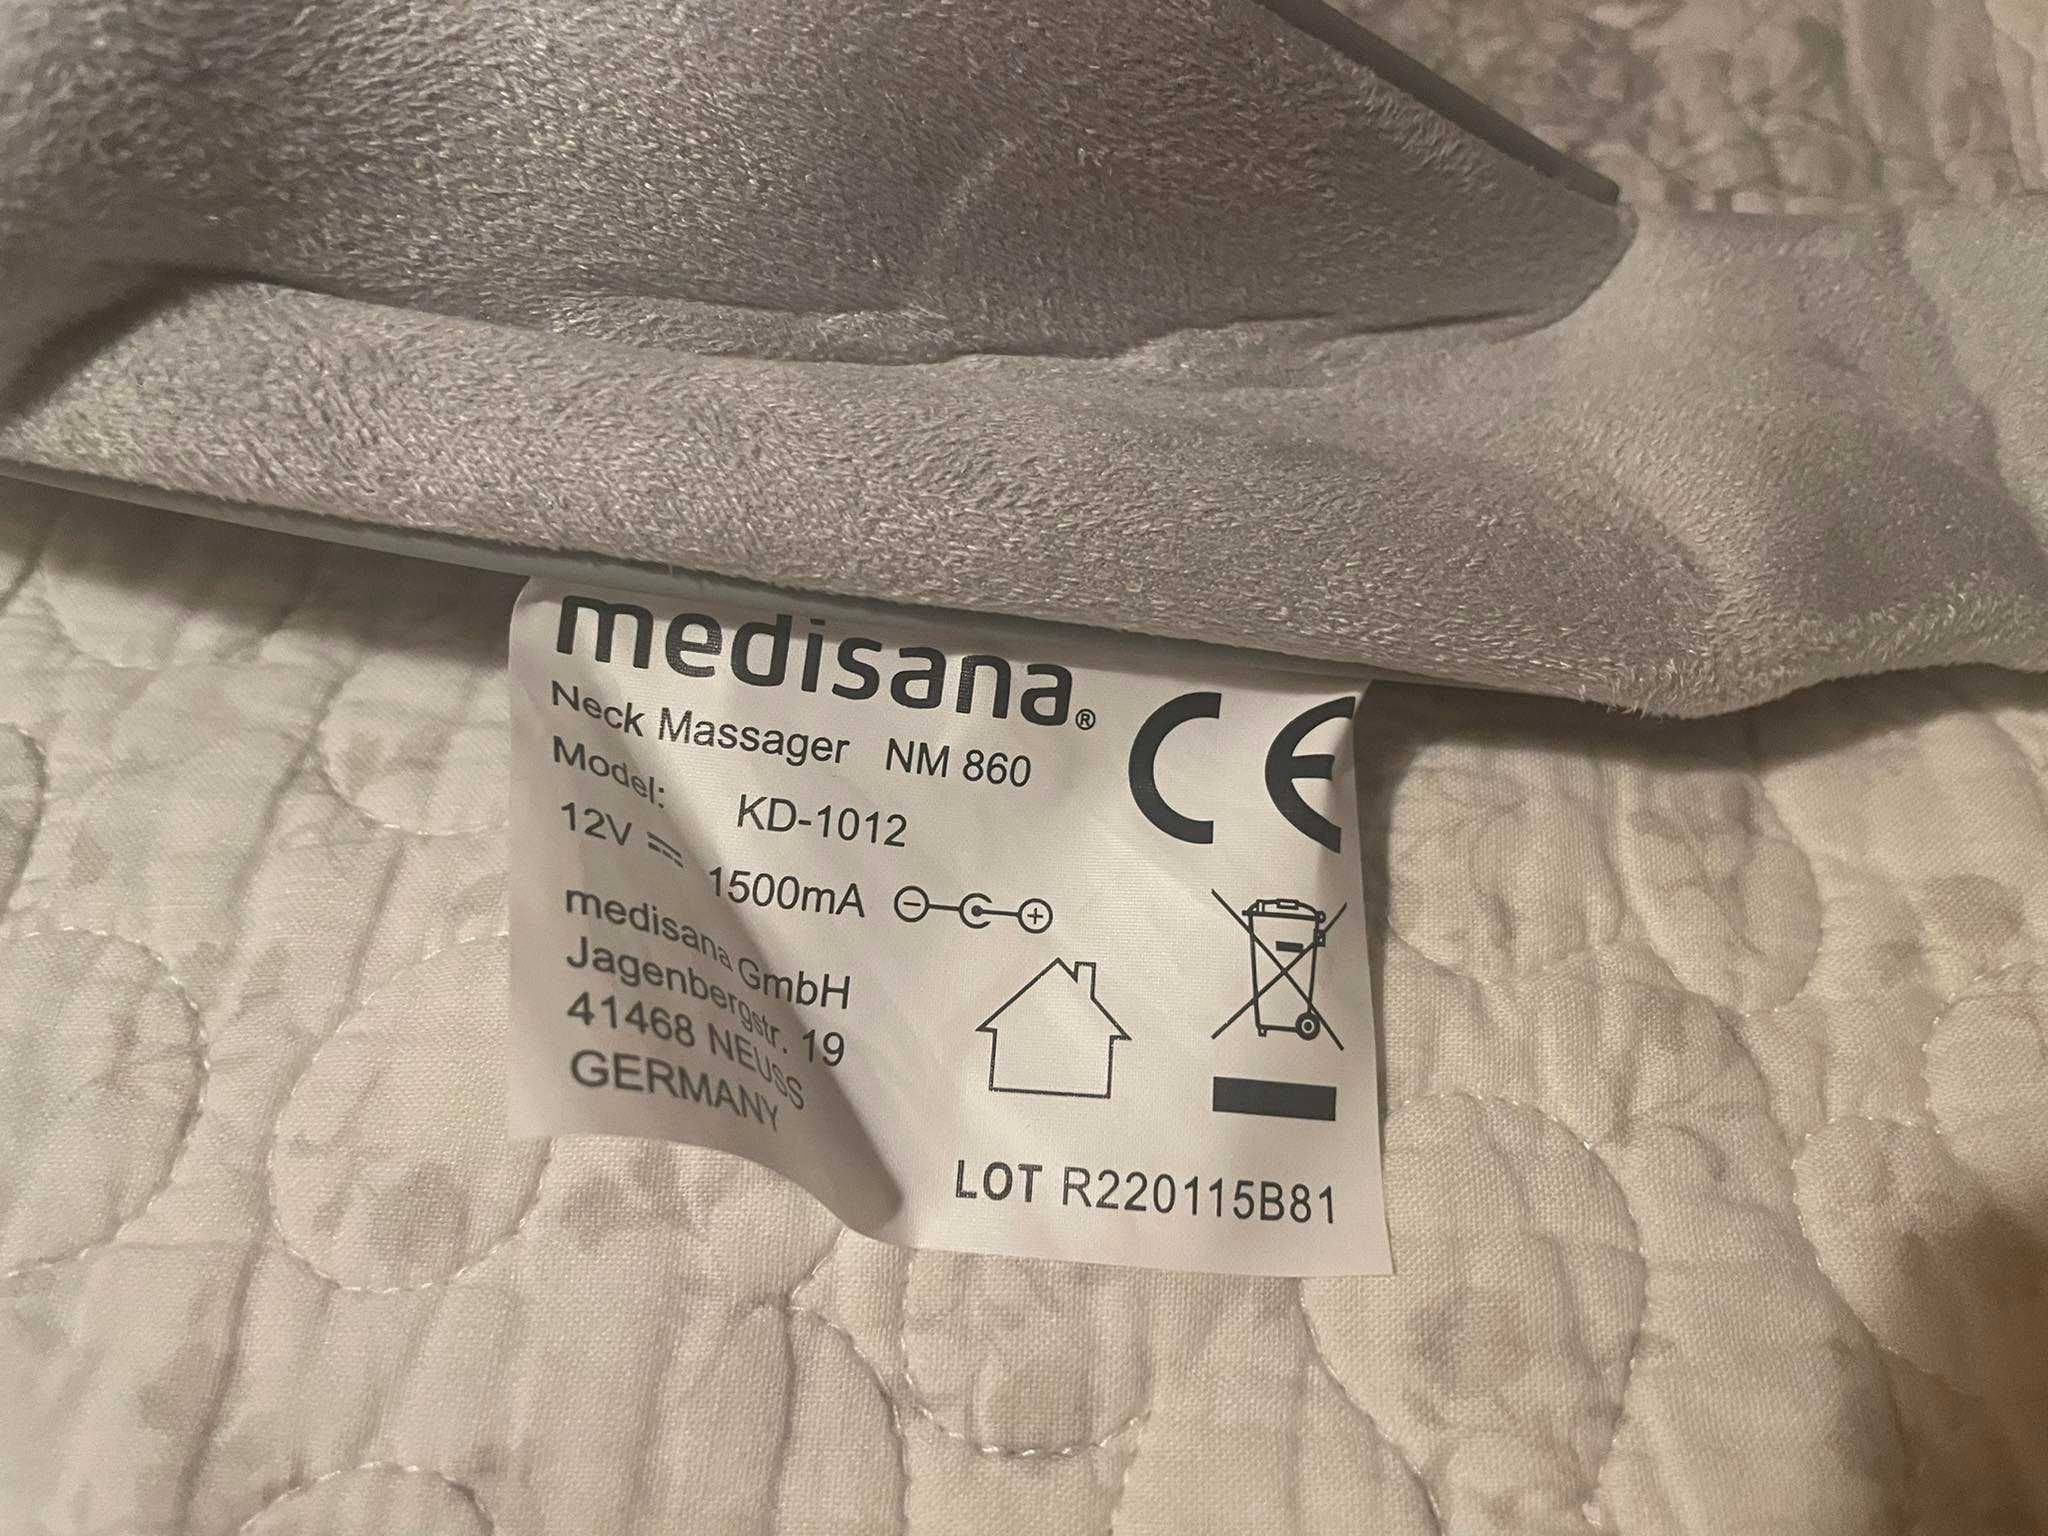 medisana®
Neck Massager NM 860
Model: KD-1012
12V ⎓ 1500mA
medisana GmbH
Jagenbergstr. 19
41468 NEUSS
GERMANY
CE
LOT R220115B81